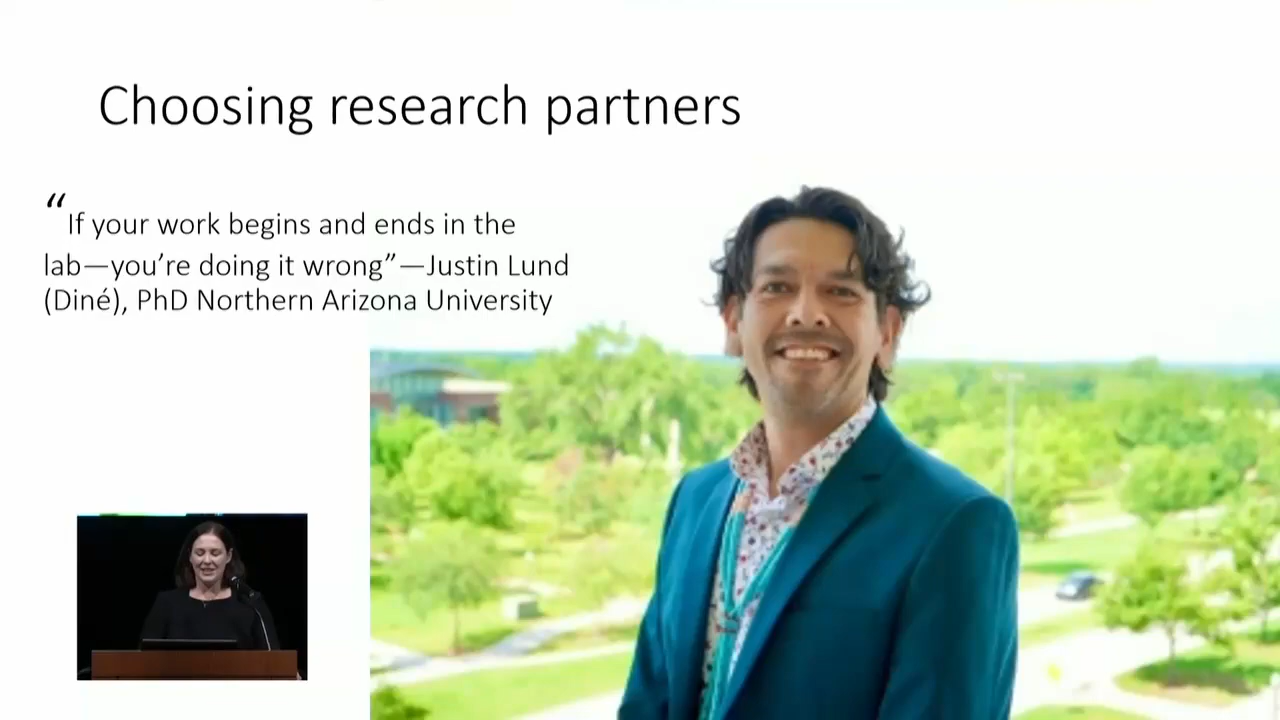 Choosing research partners
“If your work begins and ends in the
lab—you’re doing it wrong”—Justin Lund
(Diné), PhD Northern Arizona University